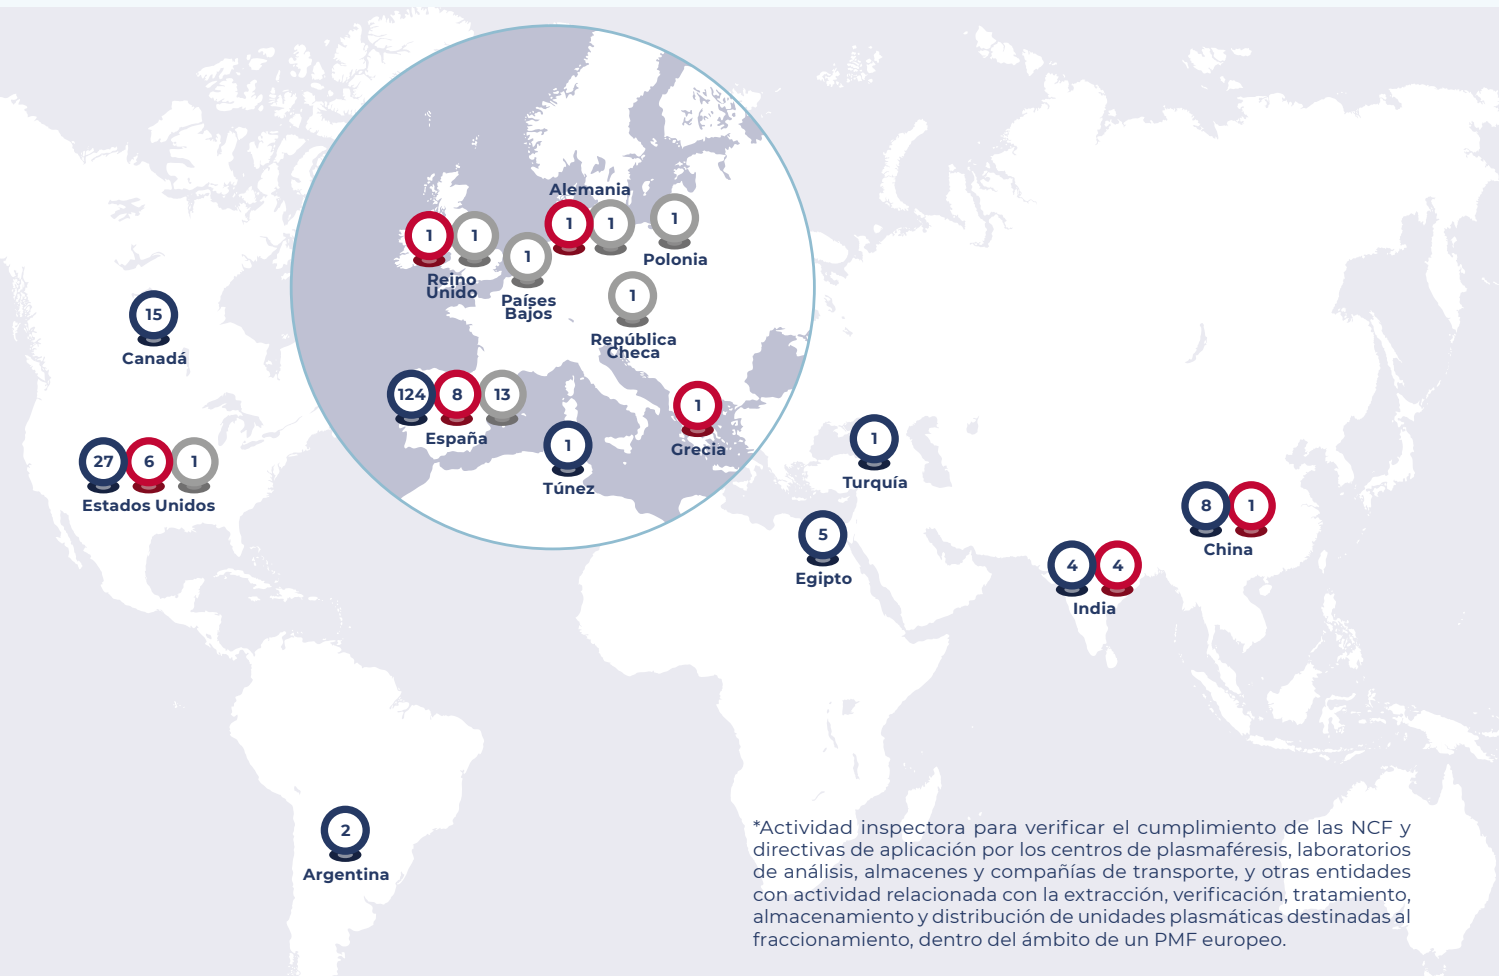 Alemania
1 1
1
Polonia
1 1
Reino
Unido
1
Países
Bajos
1
República
Checa
15
Canadá
124 8 13
España
1
Grecia
1
Túnez
1
Turquía
27 6 1
Estados Unidos
8 1
China
5
Egipto
4 4
India
2
Argentina
*Actividad inspectora para verificar el cumplimiento de las NCF y
directivas de aplicación por los centros de plasmaféresis, laboratorios
de análisis, almacenes y compañías de transporte, y otras entidades
con actividad relacionada con la extracción, verificación, tratamiento,
almacenamiento y distribución de unidades plasmáticas destinadas al
fraccionamiento, dentro del ámbito de un PMF europeo.